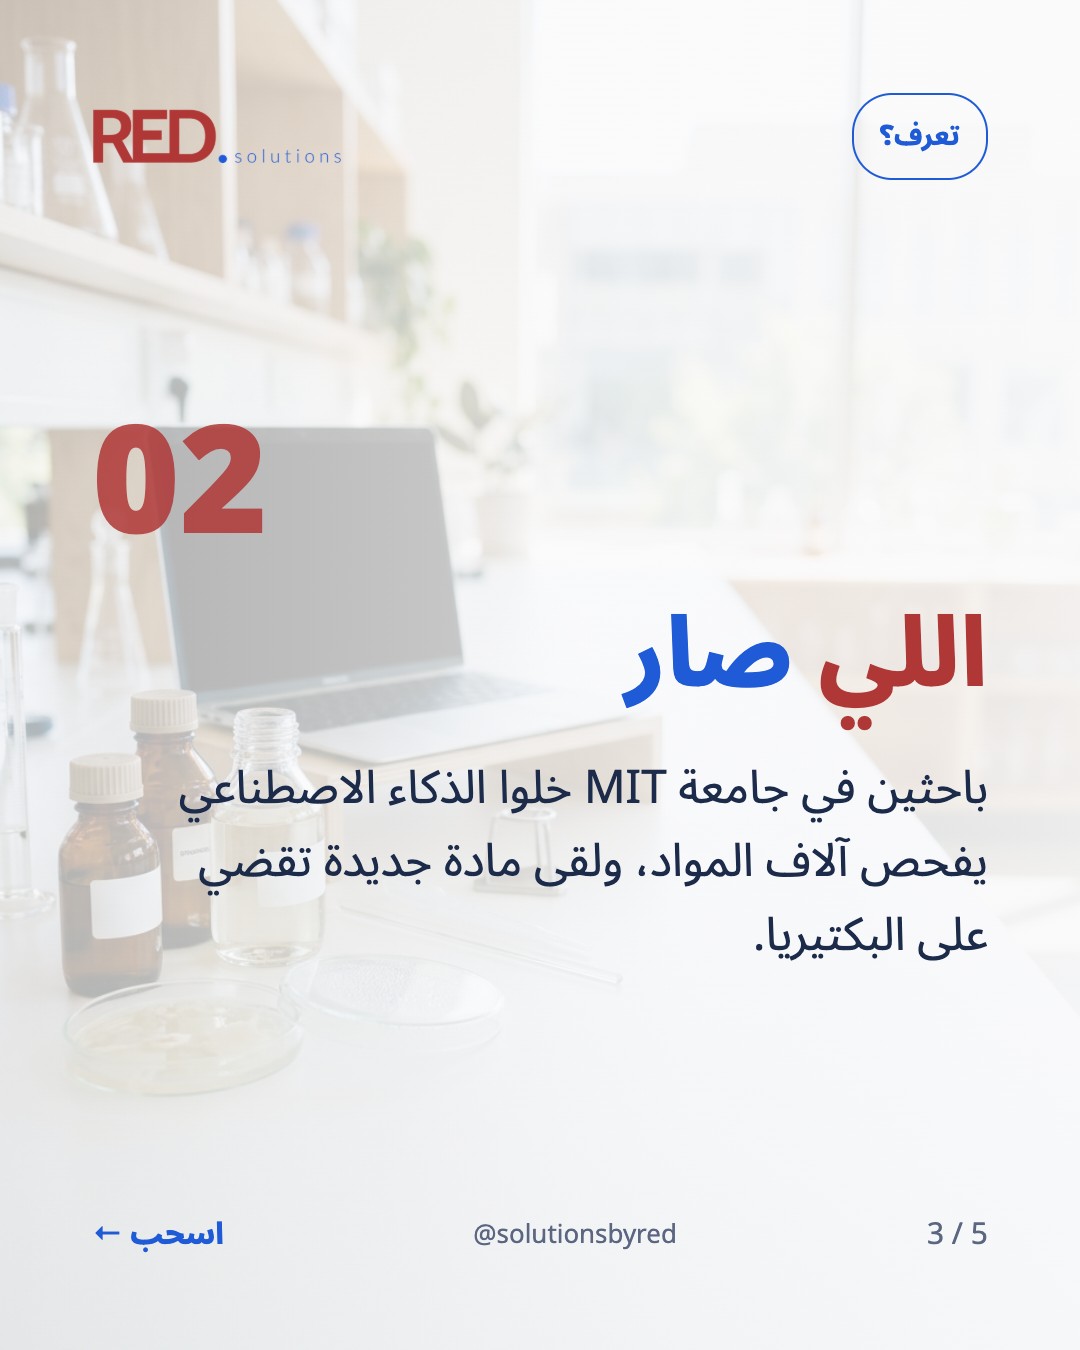 RED.solutions
تعرف؟
02
اللي صار
باحثين في جامعة MIT خلوا الذكاء الاصطناعي
يفحص آلاف المواد، ولقى مادة جديدة تقضي
على البكتيريا.
3 / 5
@solutionsbyred
اسحب ←